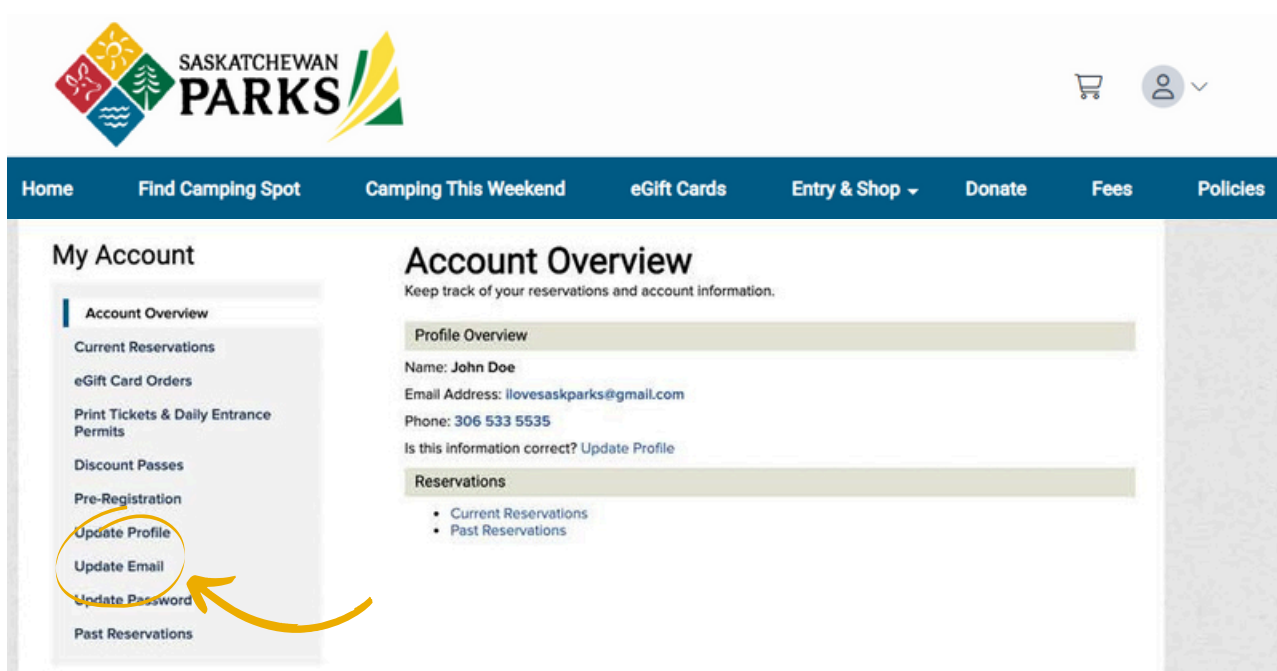 SASKATCHEWAN
PARKS
Home Find Camping Spot Camping This Weekend eGift Cards Entry & Shop Donate Fees Policies
My Account
Account Overview
Current Reservations
eGift Card Orders
Print Tickets & Daily Entrance
Permits
Discount Passes
Pre-Registration
Update Profile
Update Email
Update Password
Past Reservations
Account Overview
Keep track of your reservations and account information.
Profile Overview
Name: John Doe
Email Address: ilovesaskparks@gmail.com
Phone: 306 533 5535
Is this information correct? Update Profile
Reservations
• Current Reservations
• Past Reservations